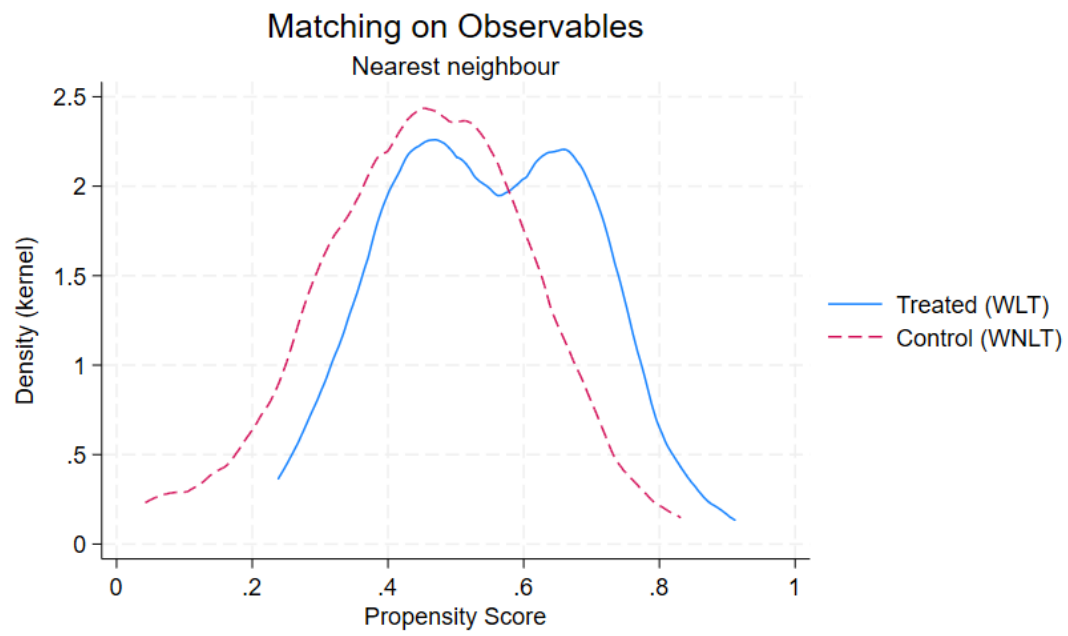 Matching on Observables
Nearest neighbour
2.5
2
1.5
1
.5
0
Density (kernel)
0 .2 .4 .6 .8 1
Propensity Score
Treated (WLT)
Control (WNLT)